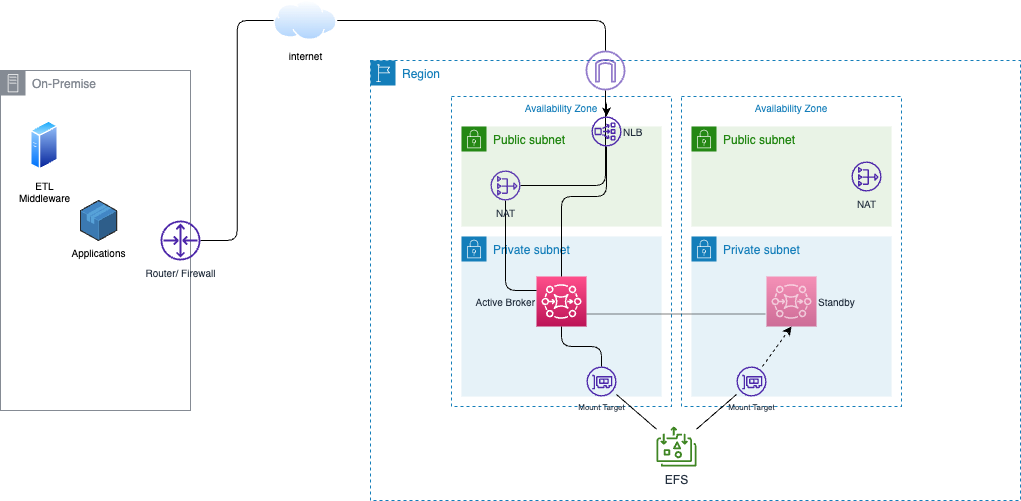 internet
On-Premise
Region
Availability Zone
Availability Zone
NLB
Public subnet
Public subnet
ETL
Middleware
NAT
NAT
Applications
Private subnet
Private subnet
Router/ Firewall
Active Broker
Standby
Mount Target
Mount Target
EFS